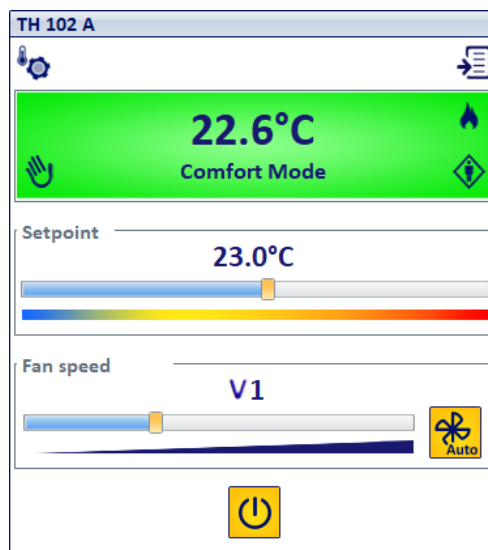 TH 102 A
22.6°C
Comfort Mode
Setpoint
23.0°C
Fan speed
V1
Auto